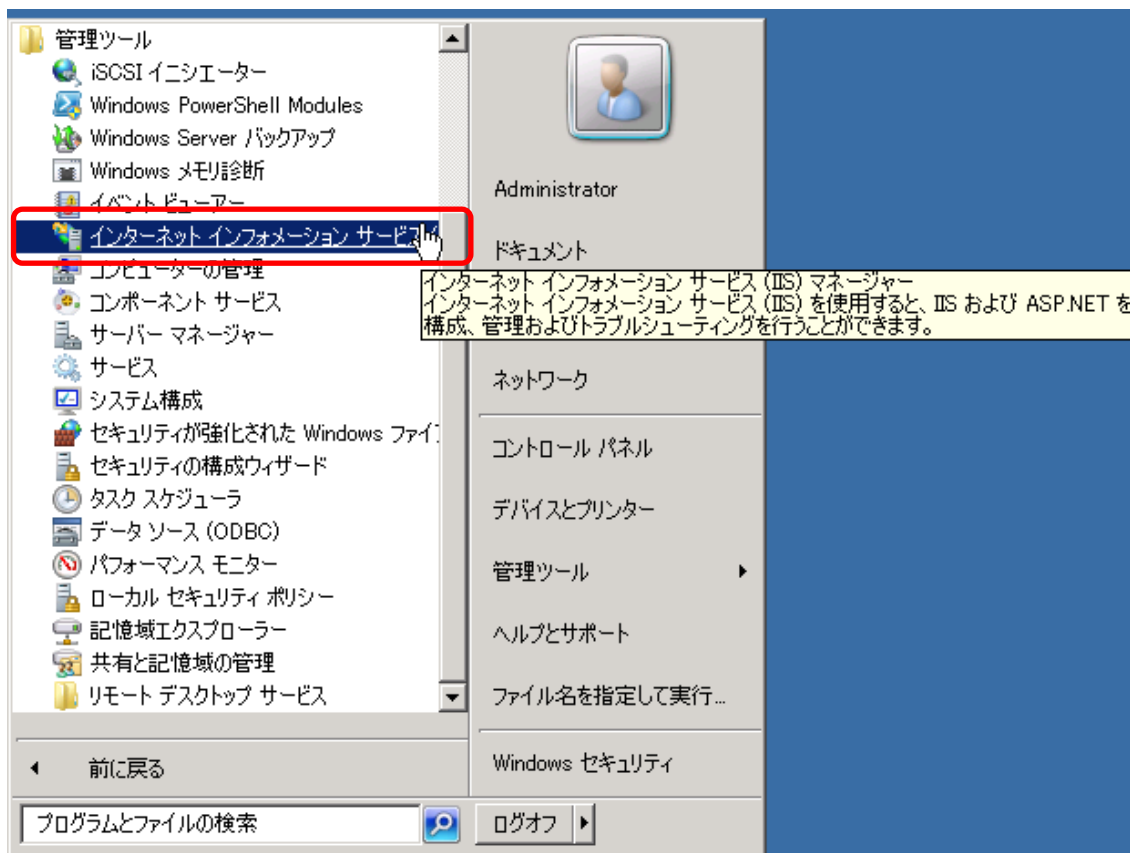 管理ツール
iSCSI イニシエーター
Windows PowerShell Modules
Windows Server バックアップ
Windows メモリ診断
イベント ビューアー
インターネット インフォメーション サービス (
コンピューターの管理
コンポーネント サービス
サーバー マネージャー
サービス
システム構成
セキュリティが強化された Windows ファイ
セキュリティの構成ウィザード
タスク スケジューラ
データ ソース (ODBC)
パフォーマンス モニター
ローカル セキュリティ ポリシー
記憶域エクスプローラー
共有と記憶域の管理
リモート デスクトップ サービス
前に戻る
プログラムとファイルの検索
Administrator
ドキュメント
インターネット インフォメーション サービス (IIS) マネージャー
インターネット インフォメーション サービス (IIS) を使用すると、IIS および ASP.NET を
構成、管理およびトラブルシューティングを行うことができます。
ネットワーク
コントロール パネル
デバイスとプリンター
管理ツール
ヘルプとサポート
ファイル名を指定して実行...
Windows セキュリティ
ログオフ